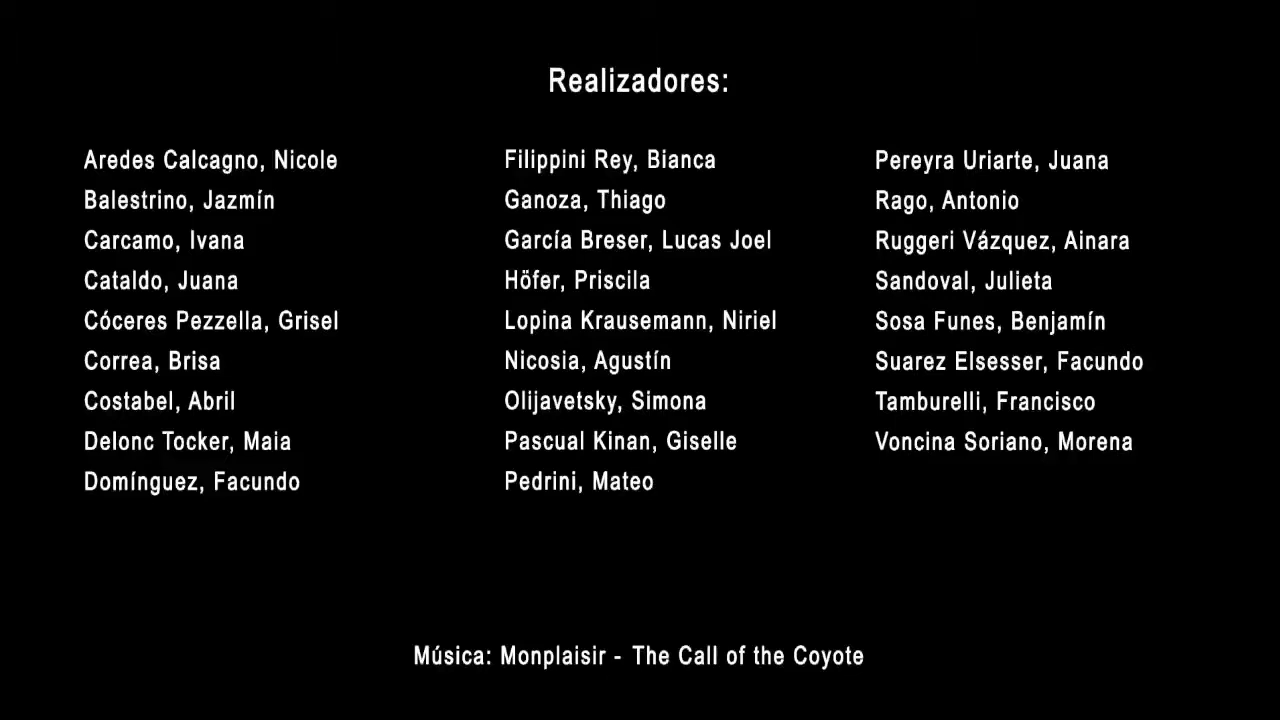 Realizadores:
Aredes Calcagno, Nicole
Balestrino, Jazmín
Carcamo, Ivana
Cataldo, Juana
Cóceres Pezzella, Grisel
Correa, Brisa
Costabel, Abril
Delonc Tocker, Maia
Domínguez, Facundo
Filippini Rey, Bianca
Ganoza, Thiago
García Breser, Lucas Joel
Höfer, Priscila
Lopina Krausemann, Niriel
Nicosia, Agustín
Olijavetsky, Simona
Pascual Kinan, Giselle
Pedrini, Mateo
Pereyra Uriarte, Juana
Rago, Antonio
Ruggeri Vázquez, Ainara
Sandoval, Julieta
Sosa Funes, Benjamín
Suarez Elsesser, Facundo
Tamburelli, Francisco
Voncina Soriano, Morena
Música: Monplaisir - The Call of the Coyote